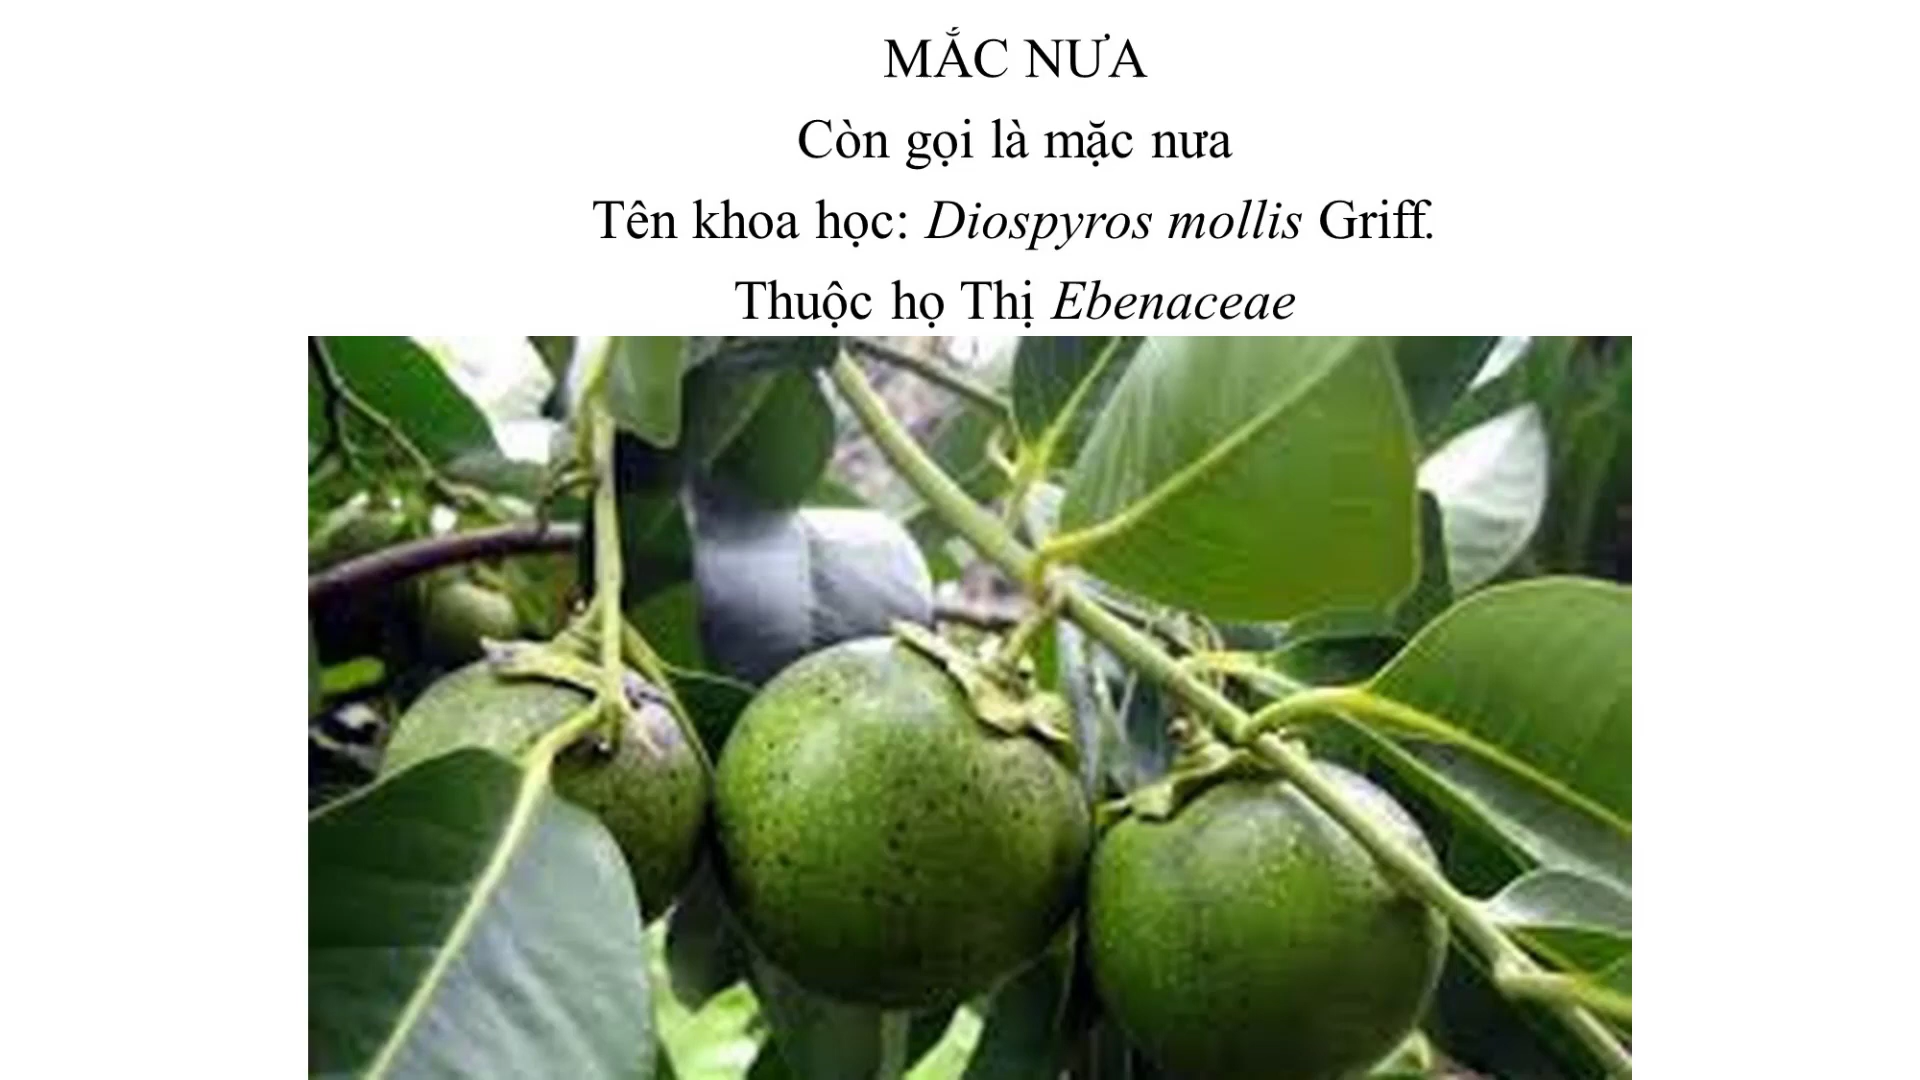 MẮC NƯA
Còn gọi là mặc nưa
Tên khoa học: Diospyros mollis Griff.
Thuộc họ Thị Ebenaceae